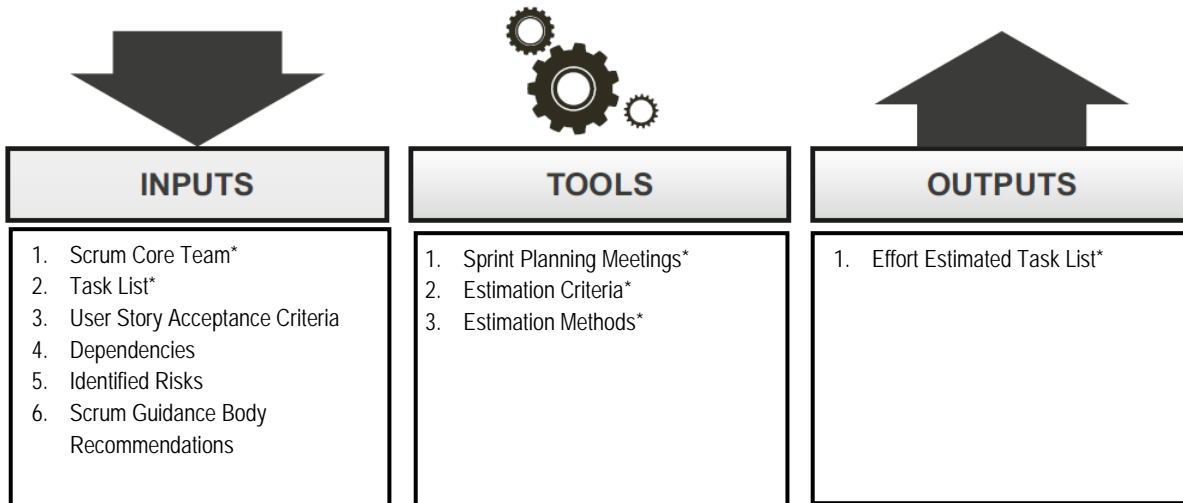 INPUTS
TOOLS
OUTPUTS
1. Scrum Core Team*
2. Task List*
3. User Story Acceptance Criteria
4. Dependencies
5. Identified Risks
6. Scrum Guidance Body
Recommendations
1. Sprint Planning Meetings*
2. Estimation Criteria*
3. Estimation Methods*
1. Effort Estimated Task List*